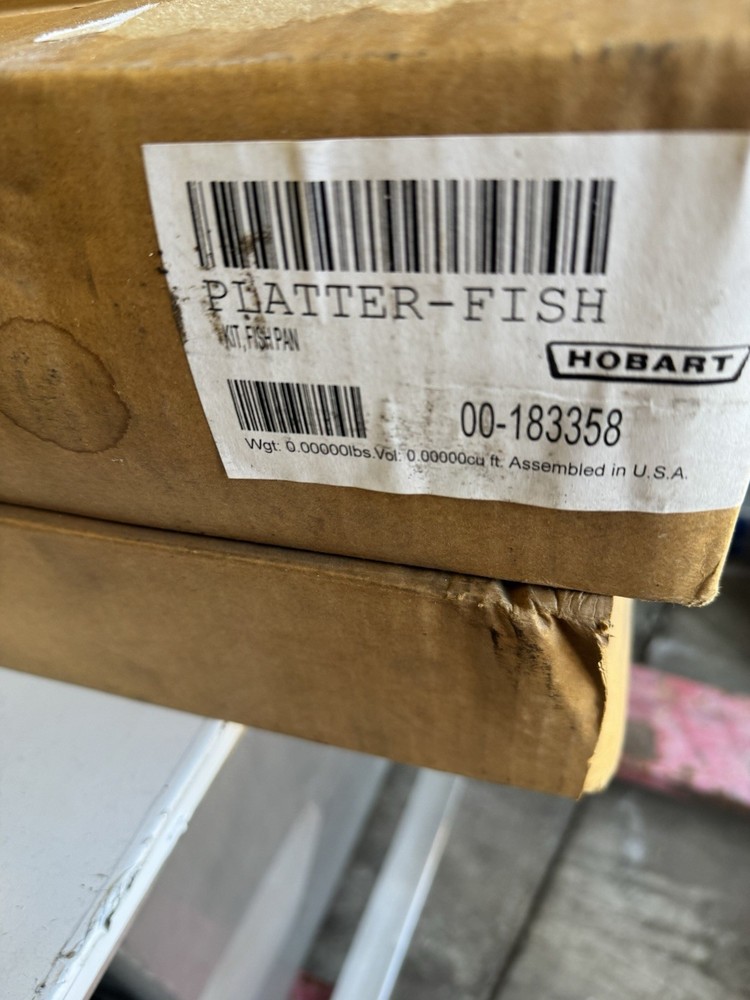 PLATTER-FISH
KIT, FISH PAN
HOBART
00-183358
Wgt: 0.00000lbs.Vol: 0.00000cu ft. Assembled in U.S.A.